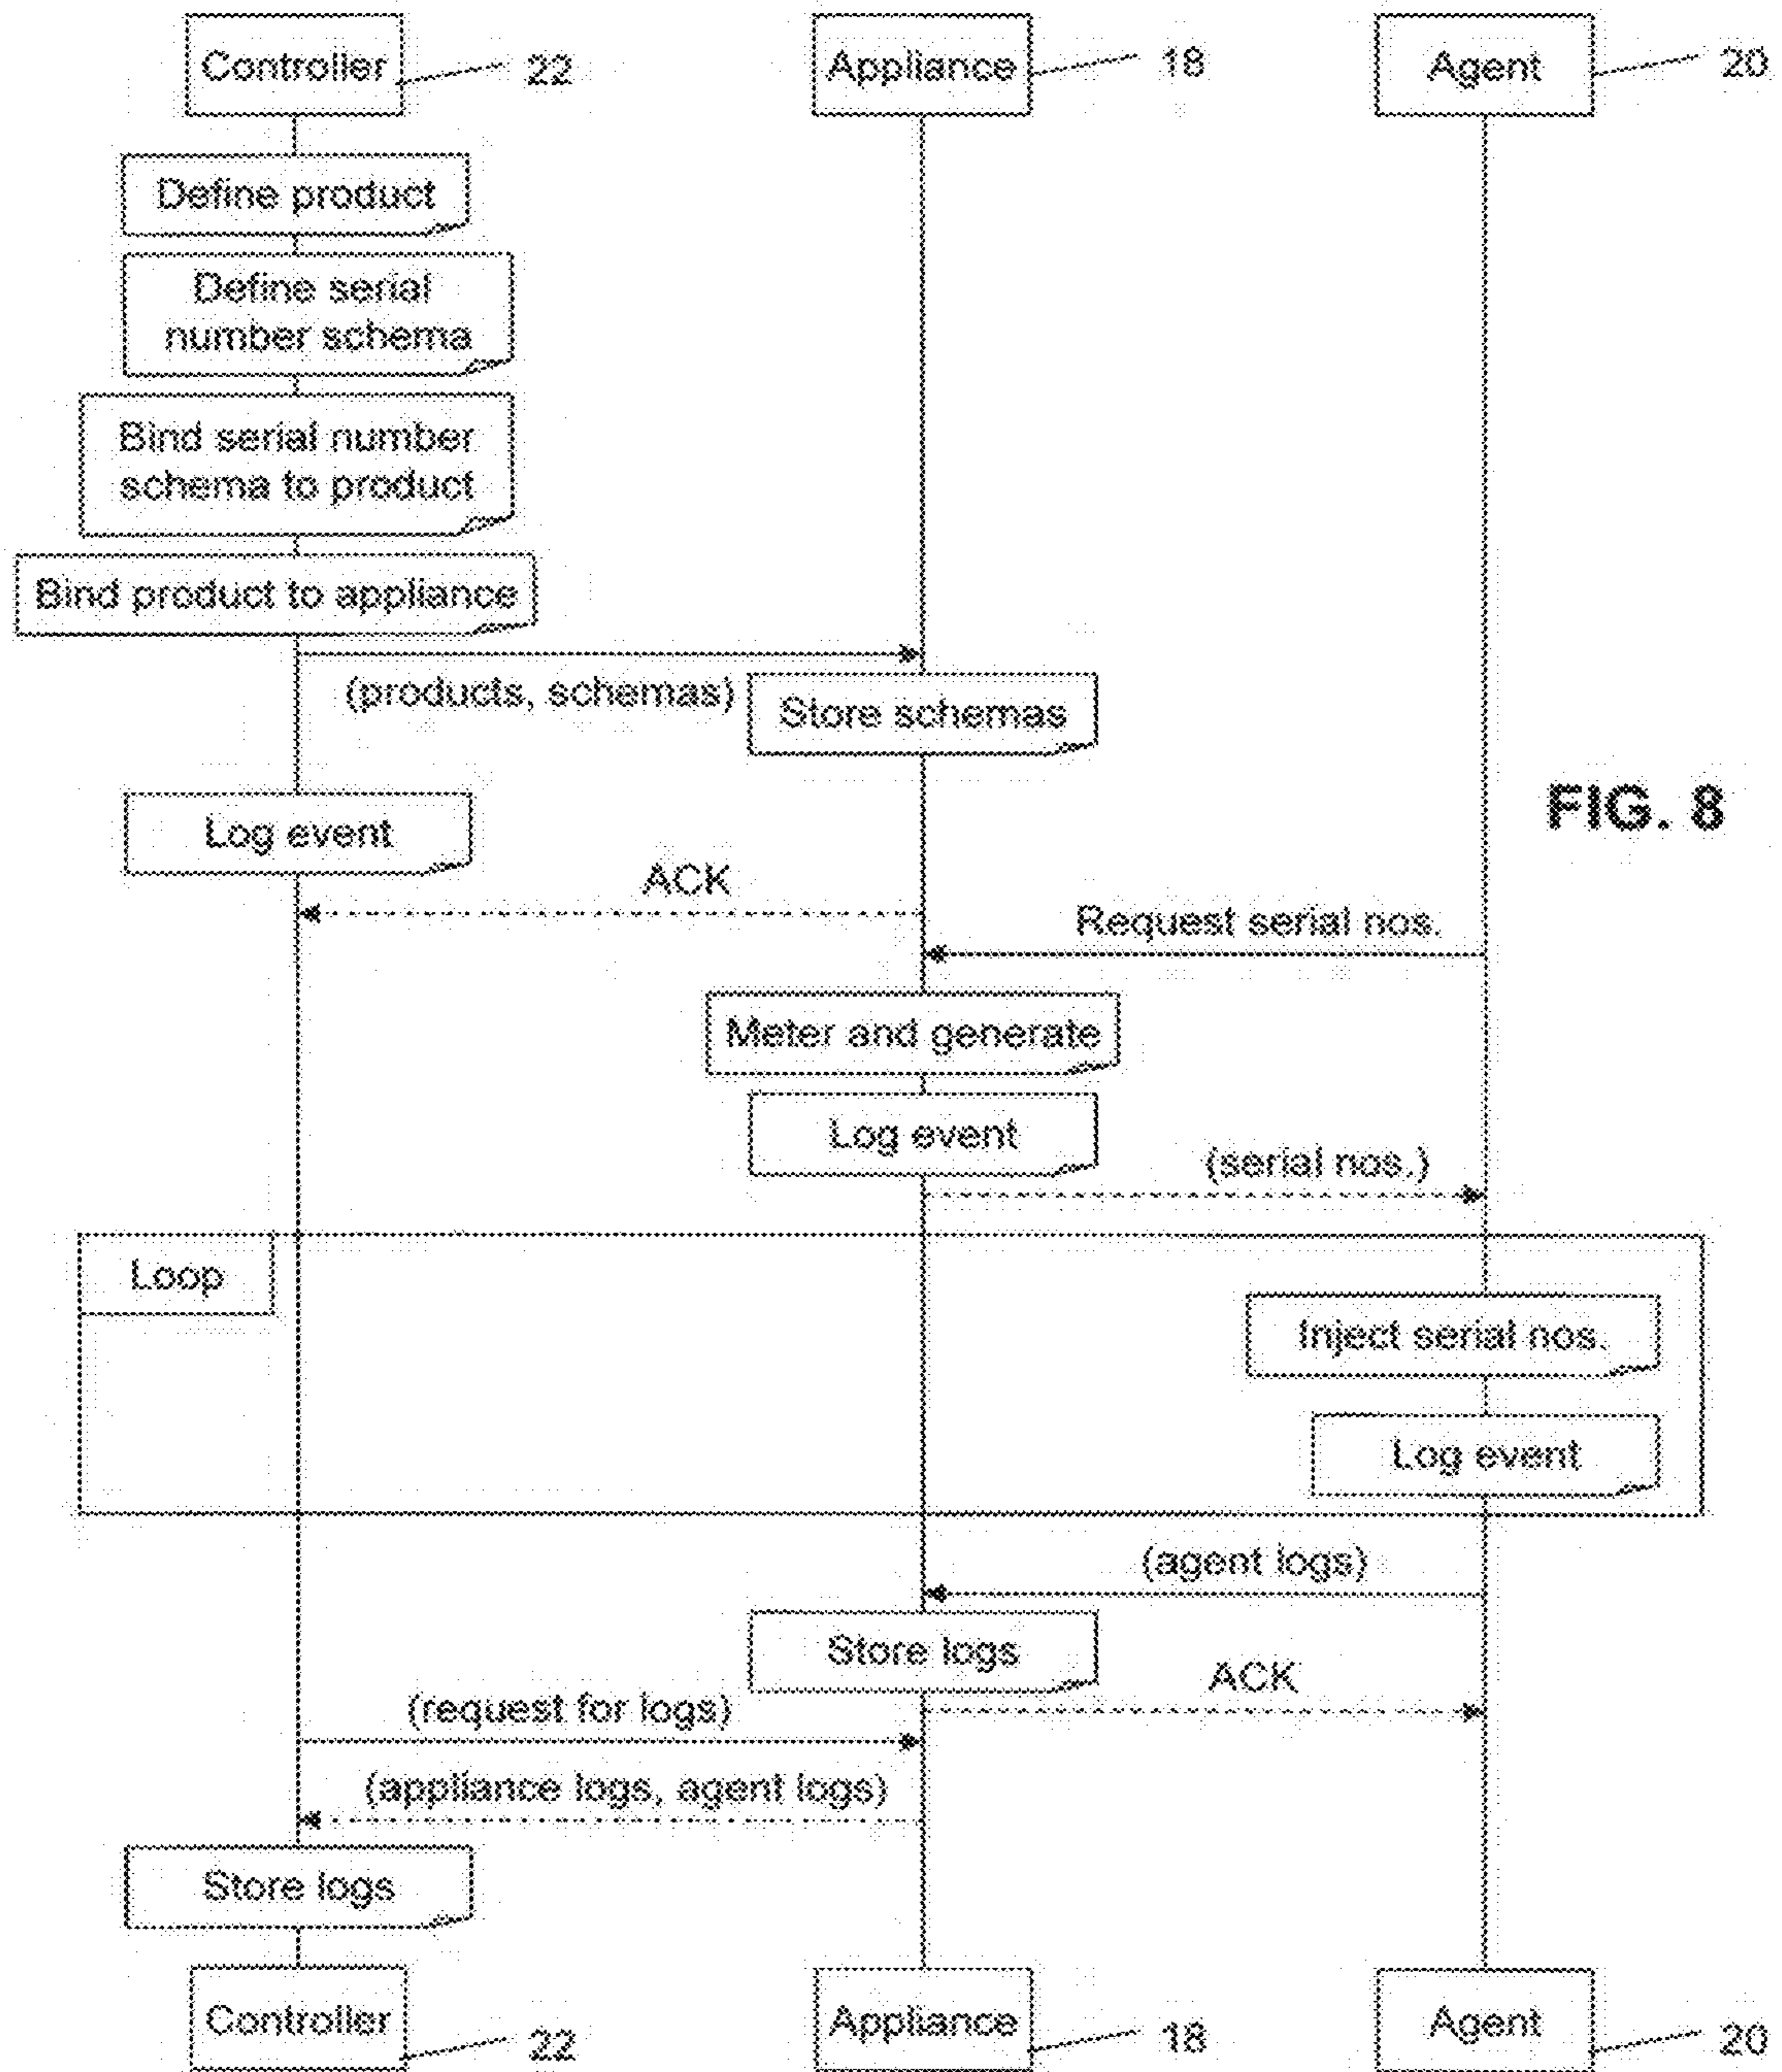 Controller 22
Appliance 18
Agent 20
Define product
Define serial
number schema
Bind serial number
schema to product
Bind product to appliance
(products, schemas)
Store schemas
FIG. 8
Log event
ACK
Request serial nos.
Meter and generate
Log event
(serial nos.)
Loop
Inject serial nos.
Log event
(agent logs)
Store logs
ACK
(request for logs)
(appliance logs, agent logs)
Store logs
Controller 22
Appliance 18
Agent 20